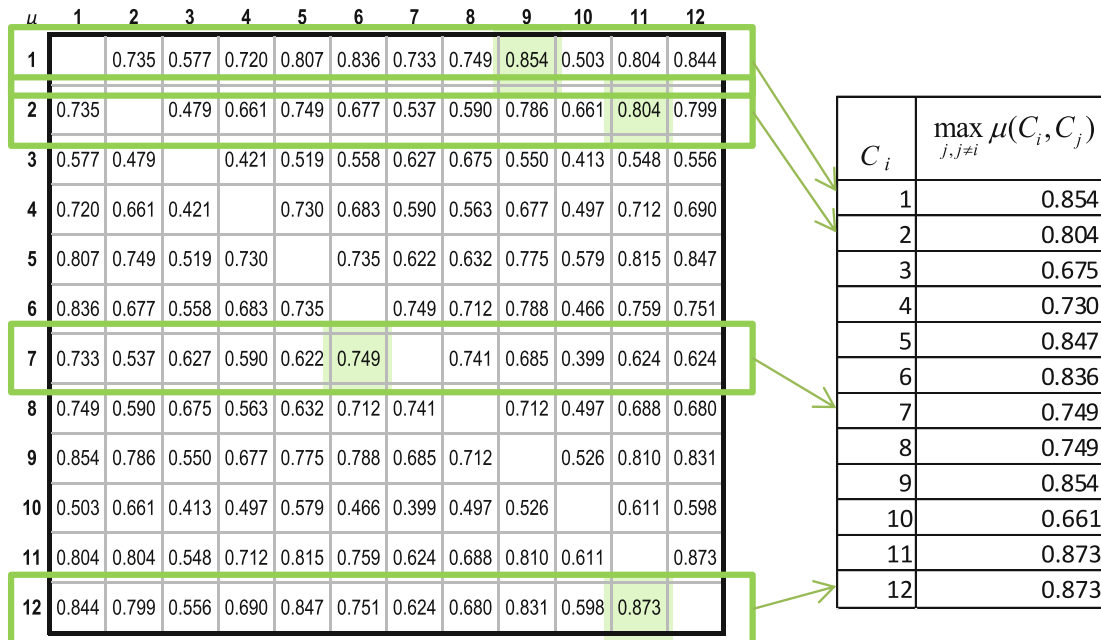 μ 1 2 3 4 5 6 7 8 9 10 11 12
1 0.735 0.577 0.720 0.807 0.836 0.733 0.749 0.854 0.503 0.804 0.844
2 0.735 0.479 0.661 0.749 0.677 0.537 0.590 0.786 0.661 0.804 0.799
3 0.577 0.479 0.421 0.519 0.558 0.627 0.675 0.550 0.413 0.548 0.556
4 0.720 0.661 0.421 0.730 0.683 0.590 0.563 0.677 0.497 0.712 0.690
5 0.807 0.749 0.519 0.730 0.735 0.622 0.632 0.775 0.579 0.815 0.847
6 0.836 0.677 0.558 0.683 0.735 0.749 0.712 0.788 0.466 0.759 0.751
7 0.733 0.537 0.627 0.590 0.622 0.749 0.741 0.685 0.399 0.624 0.624
8 0.749 0.590 0.675 0.563 0.632 0.712 0.741 0.712 0.497 0.688 0.680
9 0.854 0.786 0.550 0.677 0.775 0.788 0.685 0.712 0.526 0.810 0.831
10 0.503 0.661 0.413 0.497 0.579 0.466 0.399 0.497 0.526 0.611 0.598
11 0.804 0.804 0.548 0.712 0.815 0.759 0.624 0.688 0.810 0.611 0.873
12 0.844 0.799 0.556 0.690 0.847 0.751 0.624 0.680 0.831 0.598 0.873
C_i max_{j,j≠i} μ(C_i, C_j)
1 0.854
2 0.804
3 0.675
4 0.730
5 0.847
6 0.836
7 0.749
8 0.749
9 0.854
10 0.661
11 0.873
12 0.873